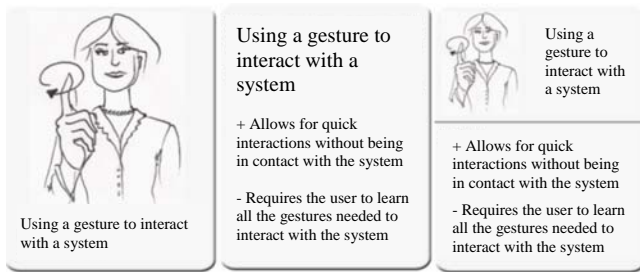 Using a gesture to interact
with a system
Using a gesture to
interact with a
system
+ Allows for quick
interactions without being
in contact with the system
- Requires the user to learn
all the gestures needed to
interact with the system
Using a
gesture to
interact with
a system
+ Allows for quick
interactions without being
in contact with the system
- Requires the user to learn
all the gestures needed to
interact with the system